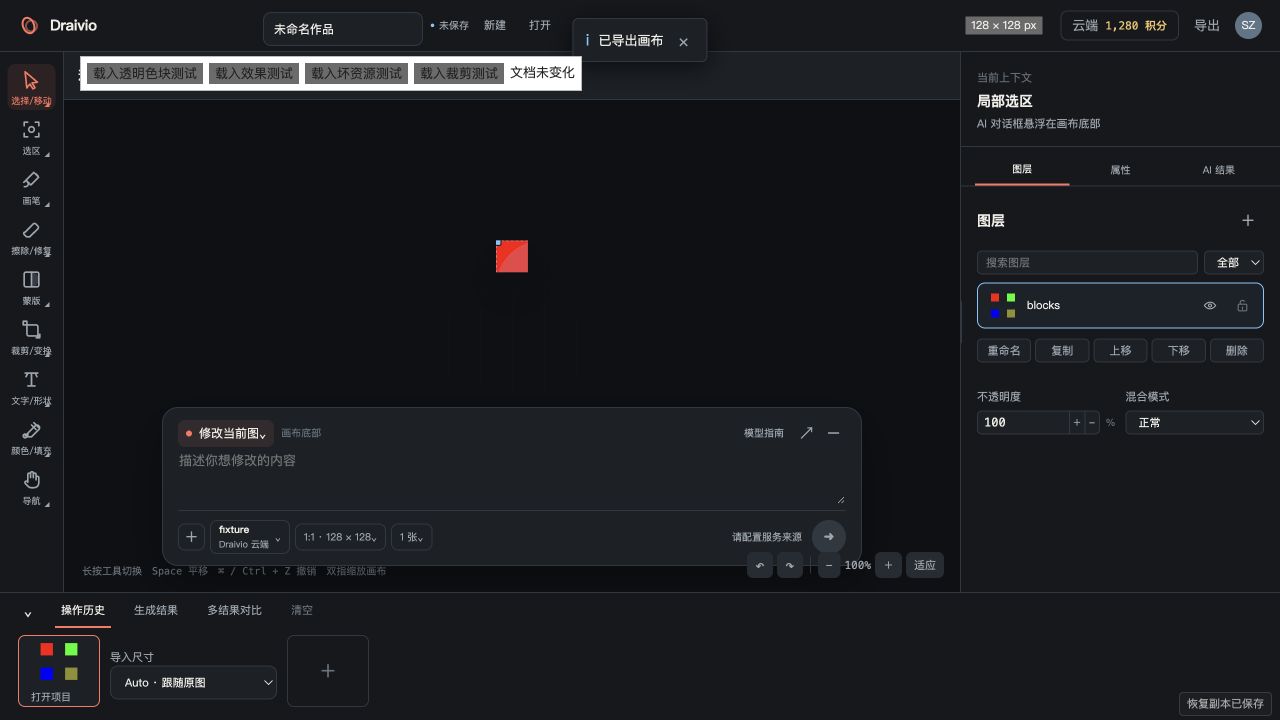 Draivio
未命名作品
未保存
新建
打开
已导出画布
128 × 128 px
云端 1,280 积分
导出
SZ
载入透明色块测试 载入效果测试 载入坏资源测试 载入裁剪测试 文档未变化
选择/移动
选区
画笔
擦除/修复
蒙版
裁剪/变换
文字/形状
颜色/填充
导航
当前上下文
局部选区
AI 对话框悬浮在画布底部
图层 属性 AI 结果
图层
搜索图层 全部
blocks
重命名 复制 上移 下移 删除
不透明度 混合模式
100 + − % 正常
修改当前图 画布底部 模型指南
描述你想修改的内容
fixture
Draivio 云端
1:1 · 128 × 128
1 张
请配置服务来源
长按工具切换 Space 平移 ⌘ / Ctrl + Z 撤销 双指缩放画布
− 100% + 适应
操作历史 生成结果 多结果对比 清空
打开项目
导入尺寸
Auto · 跟随原图
恢复副本已保存